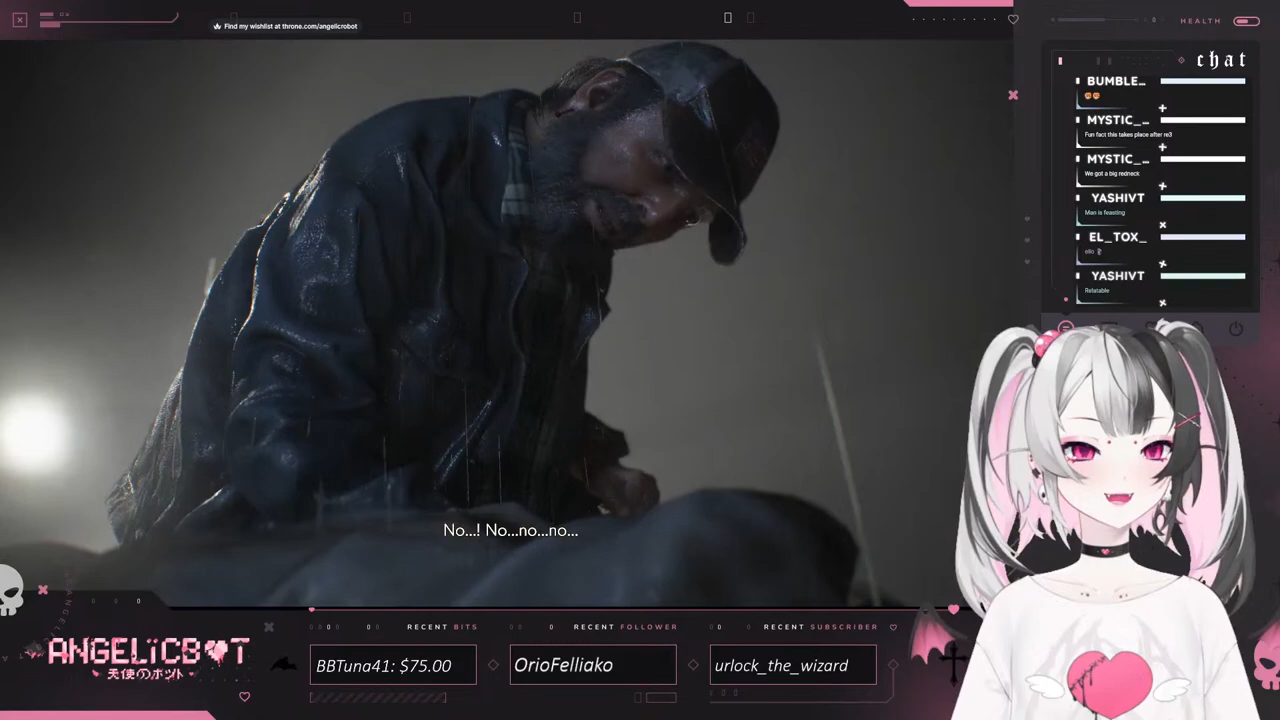 Find my wishlist at throne.com/angelicrobot
HEALTH
chat
BUMBLE...
MYSTIC_...
Fun fact this takes place after re3
MYSTIC_...
We got a big redneck
YASHIVT
Man is feasting
EL_TOX_
ello
YASHIVT
Relatable
No...! No...no...no...
RECENT BITS
RECENT FOLLOWER
RECENT SUBSCRIBER
BBTuna41: $75.00
OrioFelliako
urlock_the_wizard
ANGELiCBOT
天使のボット